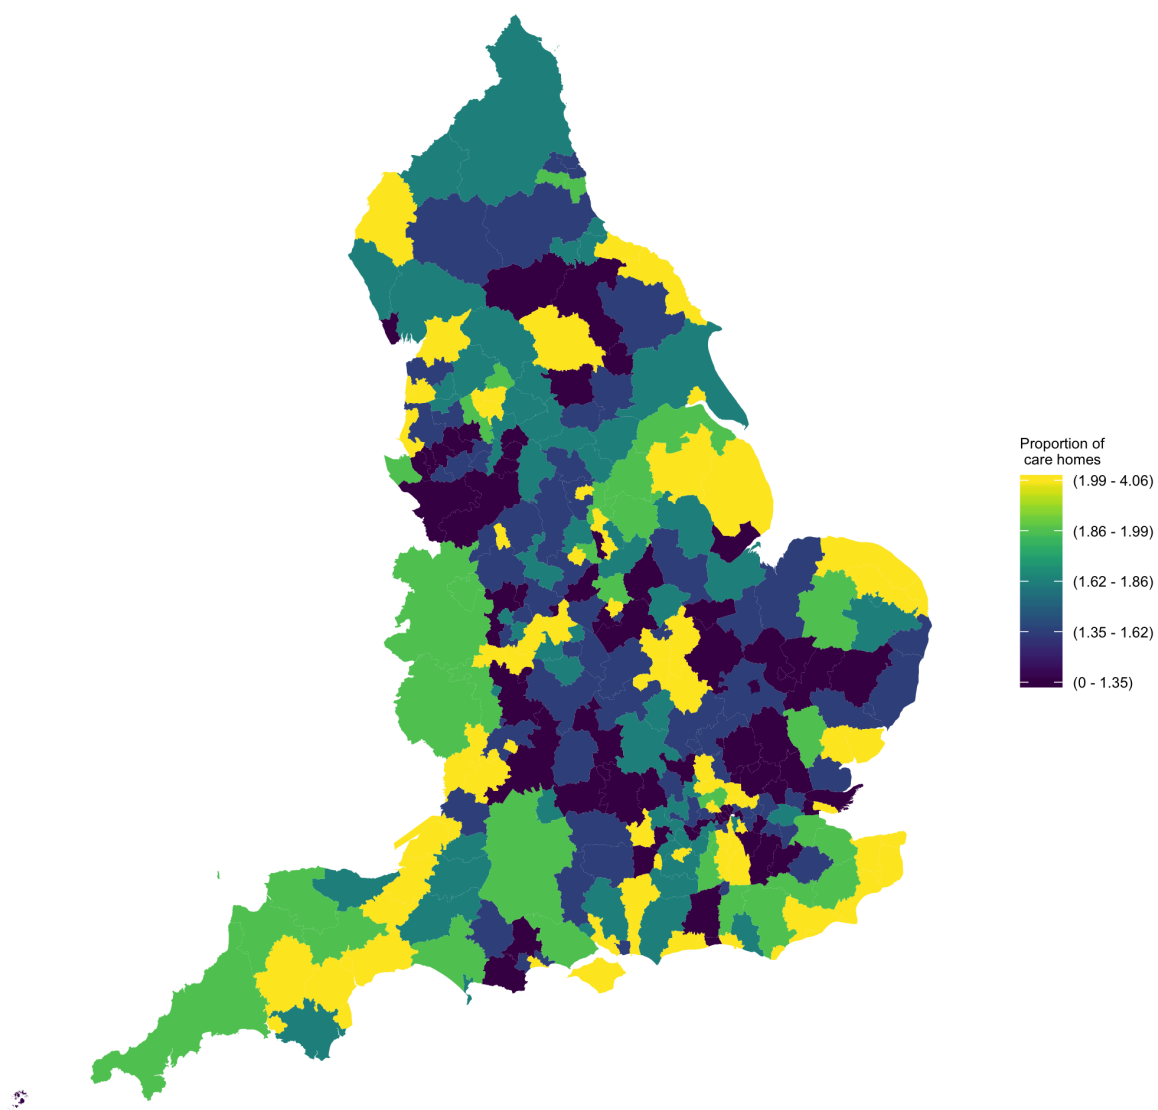 Proportion of
care homes
(1.99 - 4.06)
(1.86 - 1.99)
(1.62 - 1.86)
(1.35 - 1.62)
(0 - 1.35)